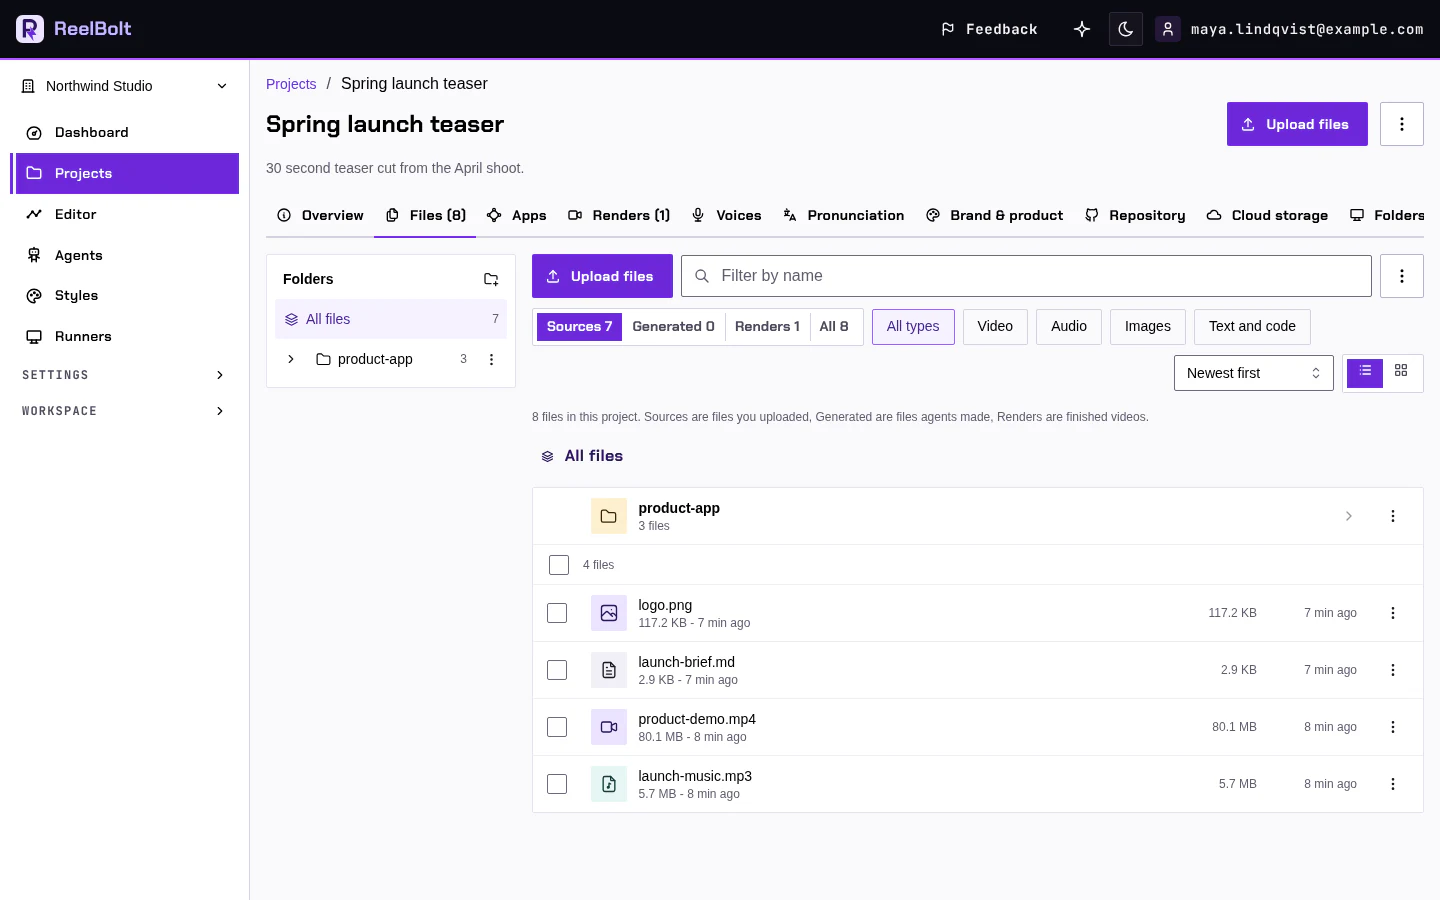 ReelBolt
Feedback
maya.lindqvist@example.com
Northwind Studio
Dashboard
Projects
Editor
Agents
Styles
Runners
SETTINGS
WORKSPACE
Projects / Spring launch teaser
Spring launch teaser
Upload files
30 second teaser cut from the April shoot.
Overview Files (8) Apps Renders (1) Voices Pronunciation Brand & product Repository Cloud storage Folders
Folders
All files 7
product-app 3
Upload files
Filter by name
Sources 7 Generated 0 Renders 1 All 8
All types Video Audio Images Text and code
Newest first
8 files in this project. Sources are files you uploaded, Generated are files agents made, Renders are finished videos.
All files
product-app
3 files
4 files
logo.png
117.2 KB - 7 min ago
117.2 KB 7 min ago
launch-brief.md
2.9 KB - 7 min ago
2.9 KB 7 min ago
product-demo.mp4
80.1 MB - 8 min ago
80.1 MB 8 min ago
launch-music.mp3
5.7 MB - 8 min ago
5.7 MB 8 min ago